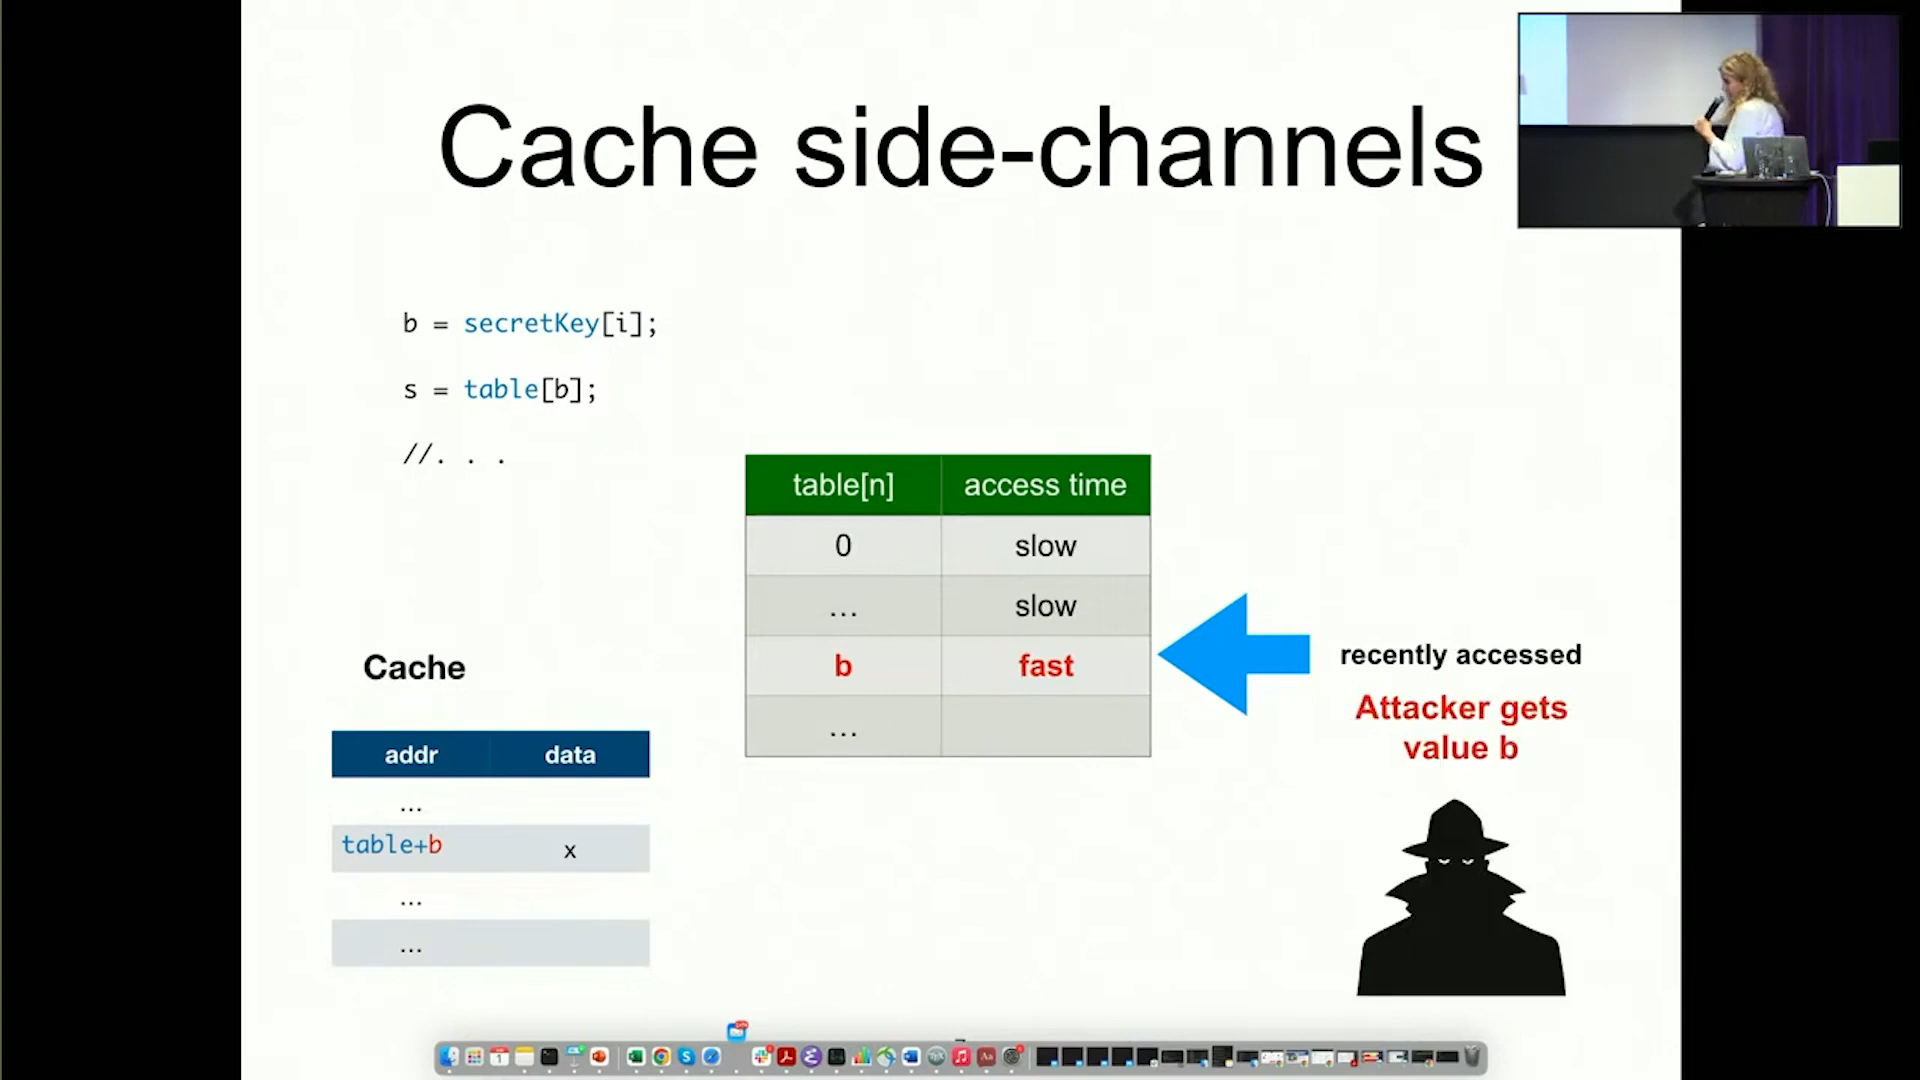 Cache side-channels
b = secretKey[i];
s = table[b];
//. . .
table[n] access time
0 slow
... slow
b fast
...
recently accessed
Attacker gets
value b
Cache
addr data
...
table+b x
...
...